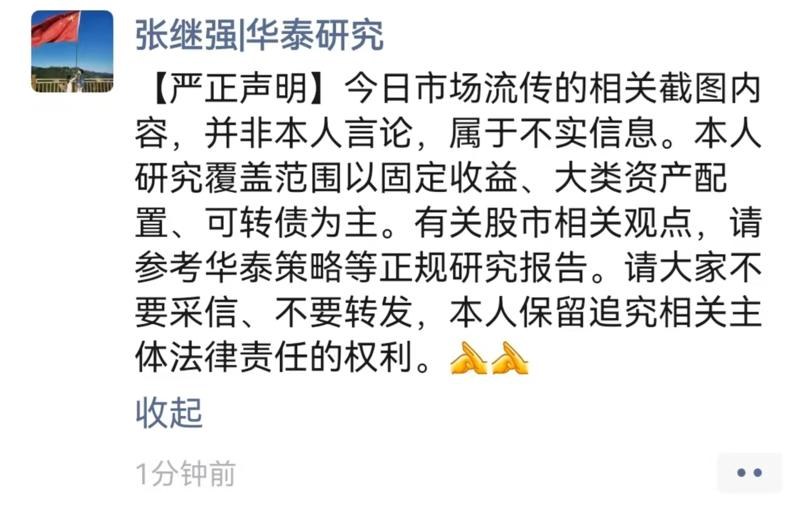 张继强|华泰研究
【严正声明】今日市场流传的相关截图内
容，并非本人言论，属于不实信息。本人
研究覆盖范围以固定收益、大类资产配
置、可转债为主。有关股市相关观点，请
参考华泰策略等正规研究报告。请大家不
要采信、不要转发，本人保留追究相关主
体法律责任的权利。
收起
1分钟前